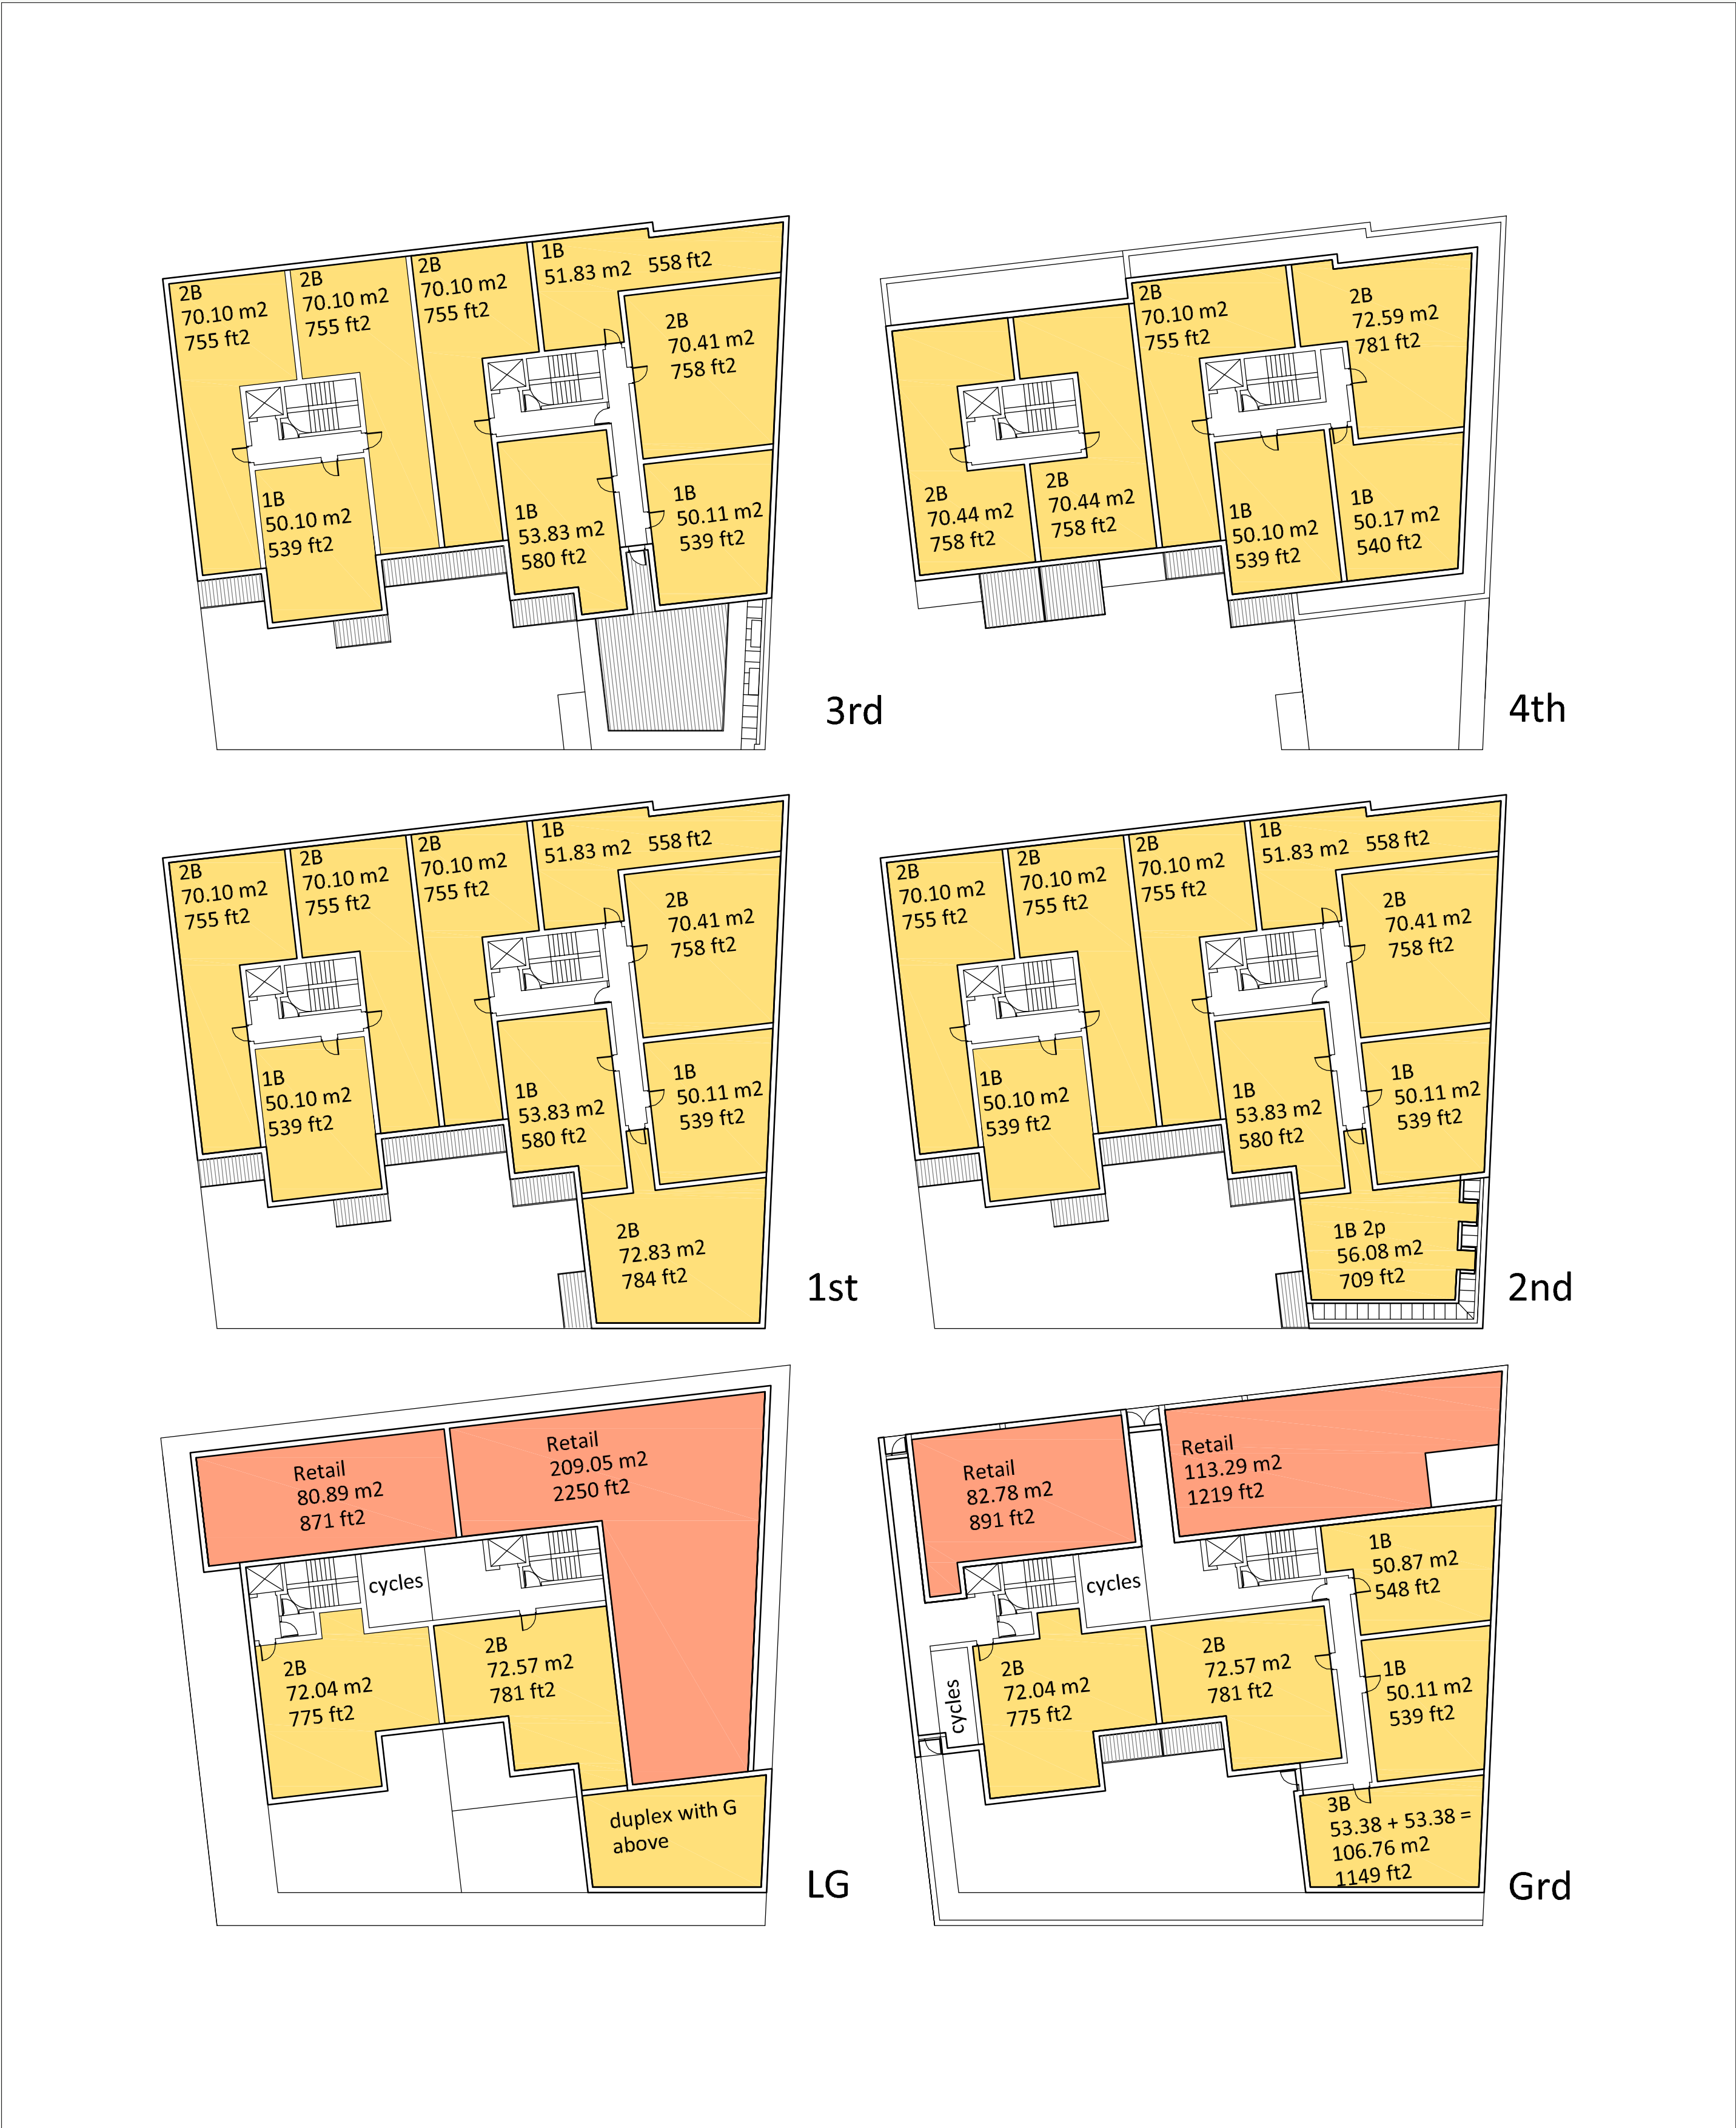 2B
70.10 m2
755 ft2
2B
70.10 m2
755 ft2
2B
70.10 m2
755 ft2
1B
51.83 m2 558 ft2
2B
70.41 m2
758 ft2
1B
50.10 m2
539 ft2
1B
53.83 m2
580 ft2
1B
50.11 m2
539 ft2
3rd
2B
70.10 m2
755 ft2
2B
72.59 m2
781 ft2
2B
70.44 m2
758 ft2
2B
70.44 m2
758 ft2
1B
50.10 m2
539 ft2
1B
50.17 m2
540 ft2
4th
2B
70.10 m2
755 ft2
2B
70.10 m2
755 ft2
2B
70.10 m2
755 ft2
1B
51.83 m2 558 ft2
2B
70.41 m2
758 ft2
1B
50.10 m2
539 ft2
1B
53.83 m2
580 ft2
1B
50.11 m2
539 ft2
2B
72.83 m2
784 ft2
1st
2B
70.10 m2
755 ft2
2B
70.10 m2
755 ft2
2B
70.10 m2
755 ft2
1B
51.83 m2 558 ft2
2B
70.41 m2
758 ft2
1B
50.10 m2
539 ft2
1B
53.83 m2
580 ft2
1B
50.11 m2
539 ft2
1B 2p
56.08 m2
709 ft2
2nd
Retail
80.89 m2
871 ft2
Retail
209.05 m2
2250 ft2
cycles
2B
72.04 m2
775 ft2
2B
72.57 m2
781 ft2
duplex with G
above
LG
Retail
82.78 m2
891 ft2
Retail
113.29 m2
1219 ft2
1B
50.87 m2
548 ft2
cycles
cycles
2B
72.04 m2
775 ft2
2B
72.57 m2
781 ft2
1B
50.11 m2
539 ft2
3B
53.38 + 53.38 =
106.76 m2
1149 ft2
Grd